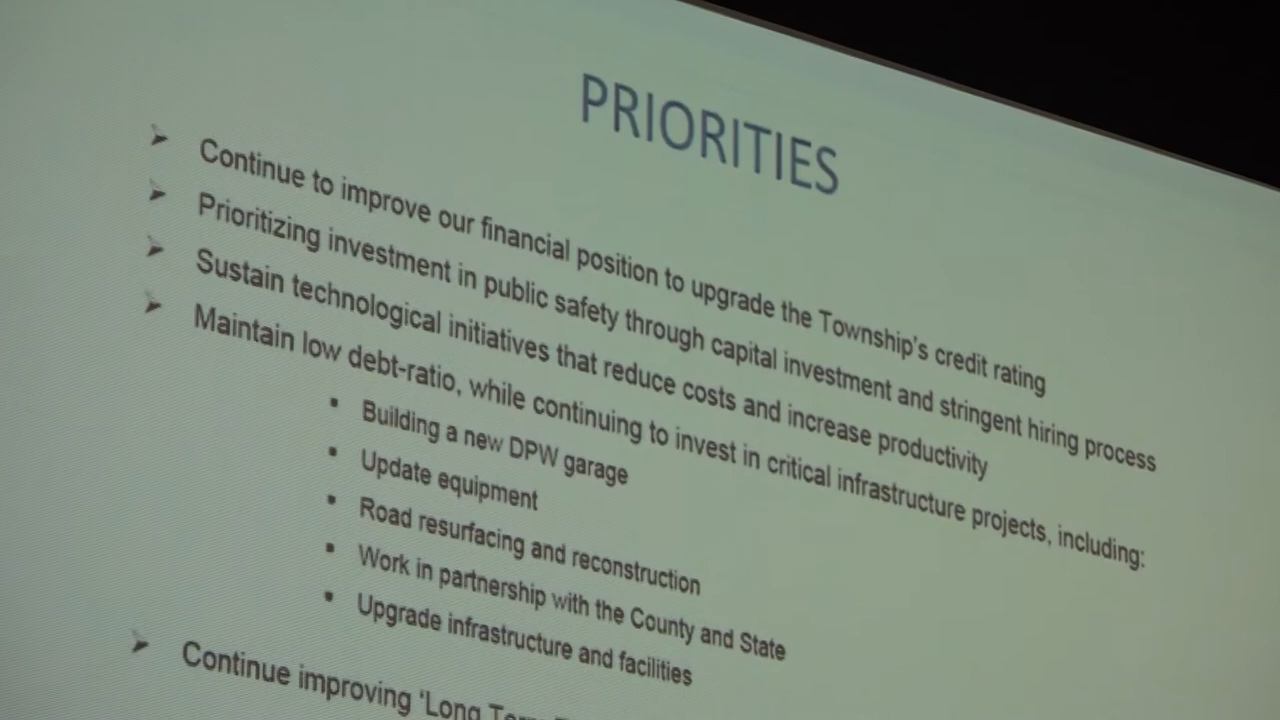 PRIORITIES
Continue to improve our financial position to upgrade the Township's credit rating
Prioritizing investment in public safety through capital investment and stringent hiring process
Sustain technological initiatives that reduce costs and increase productivity
Maintain low debt-ratio, while continuing to invest in critical infrastructure projects, including:
Building a new DPW garage
Update equipment
Road resurfacing and reconstruction
Work in partnership with the County and State
Upgrade infrastructure and facilities
Continue improving ‘Long